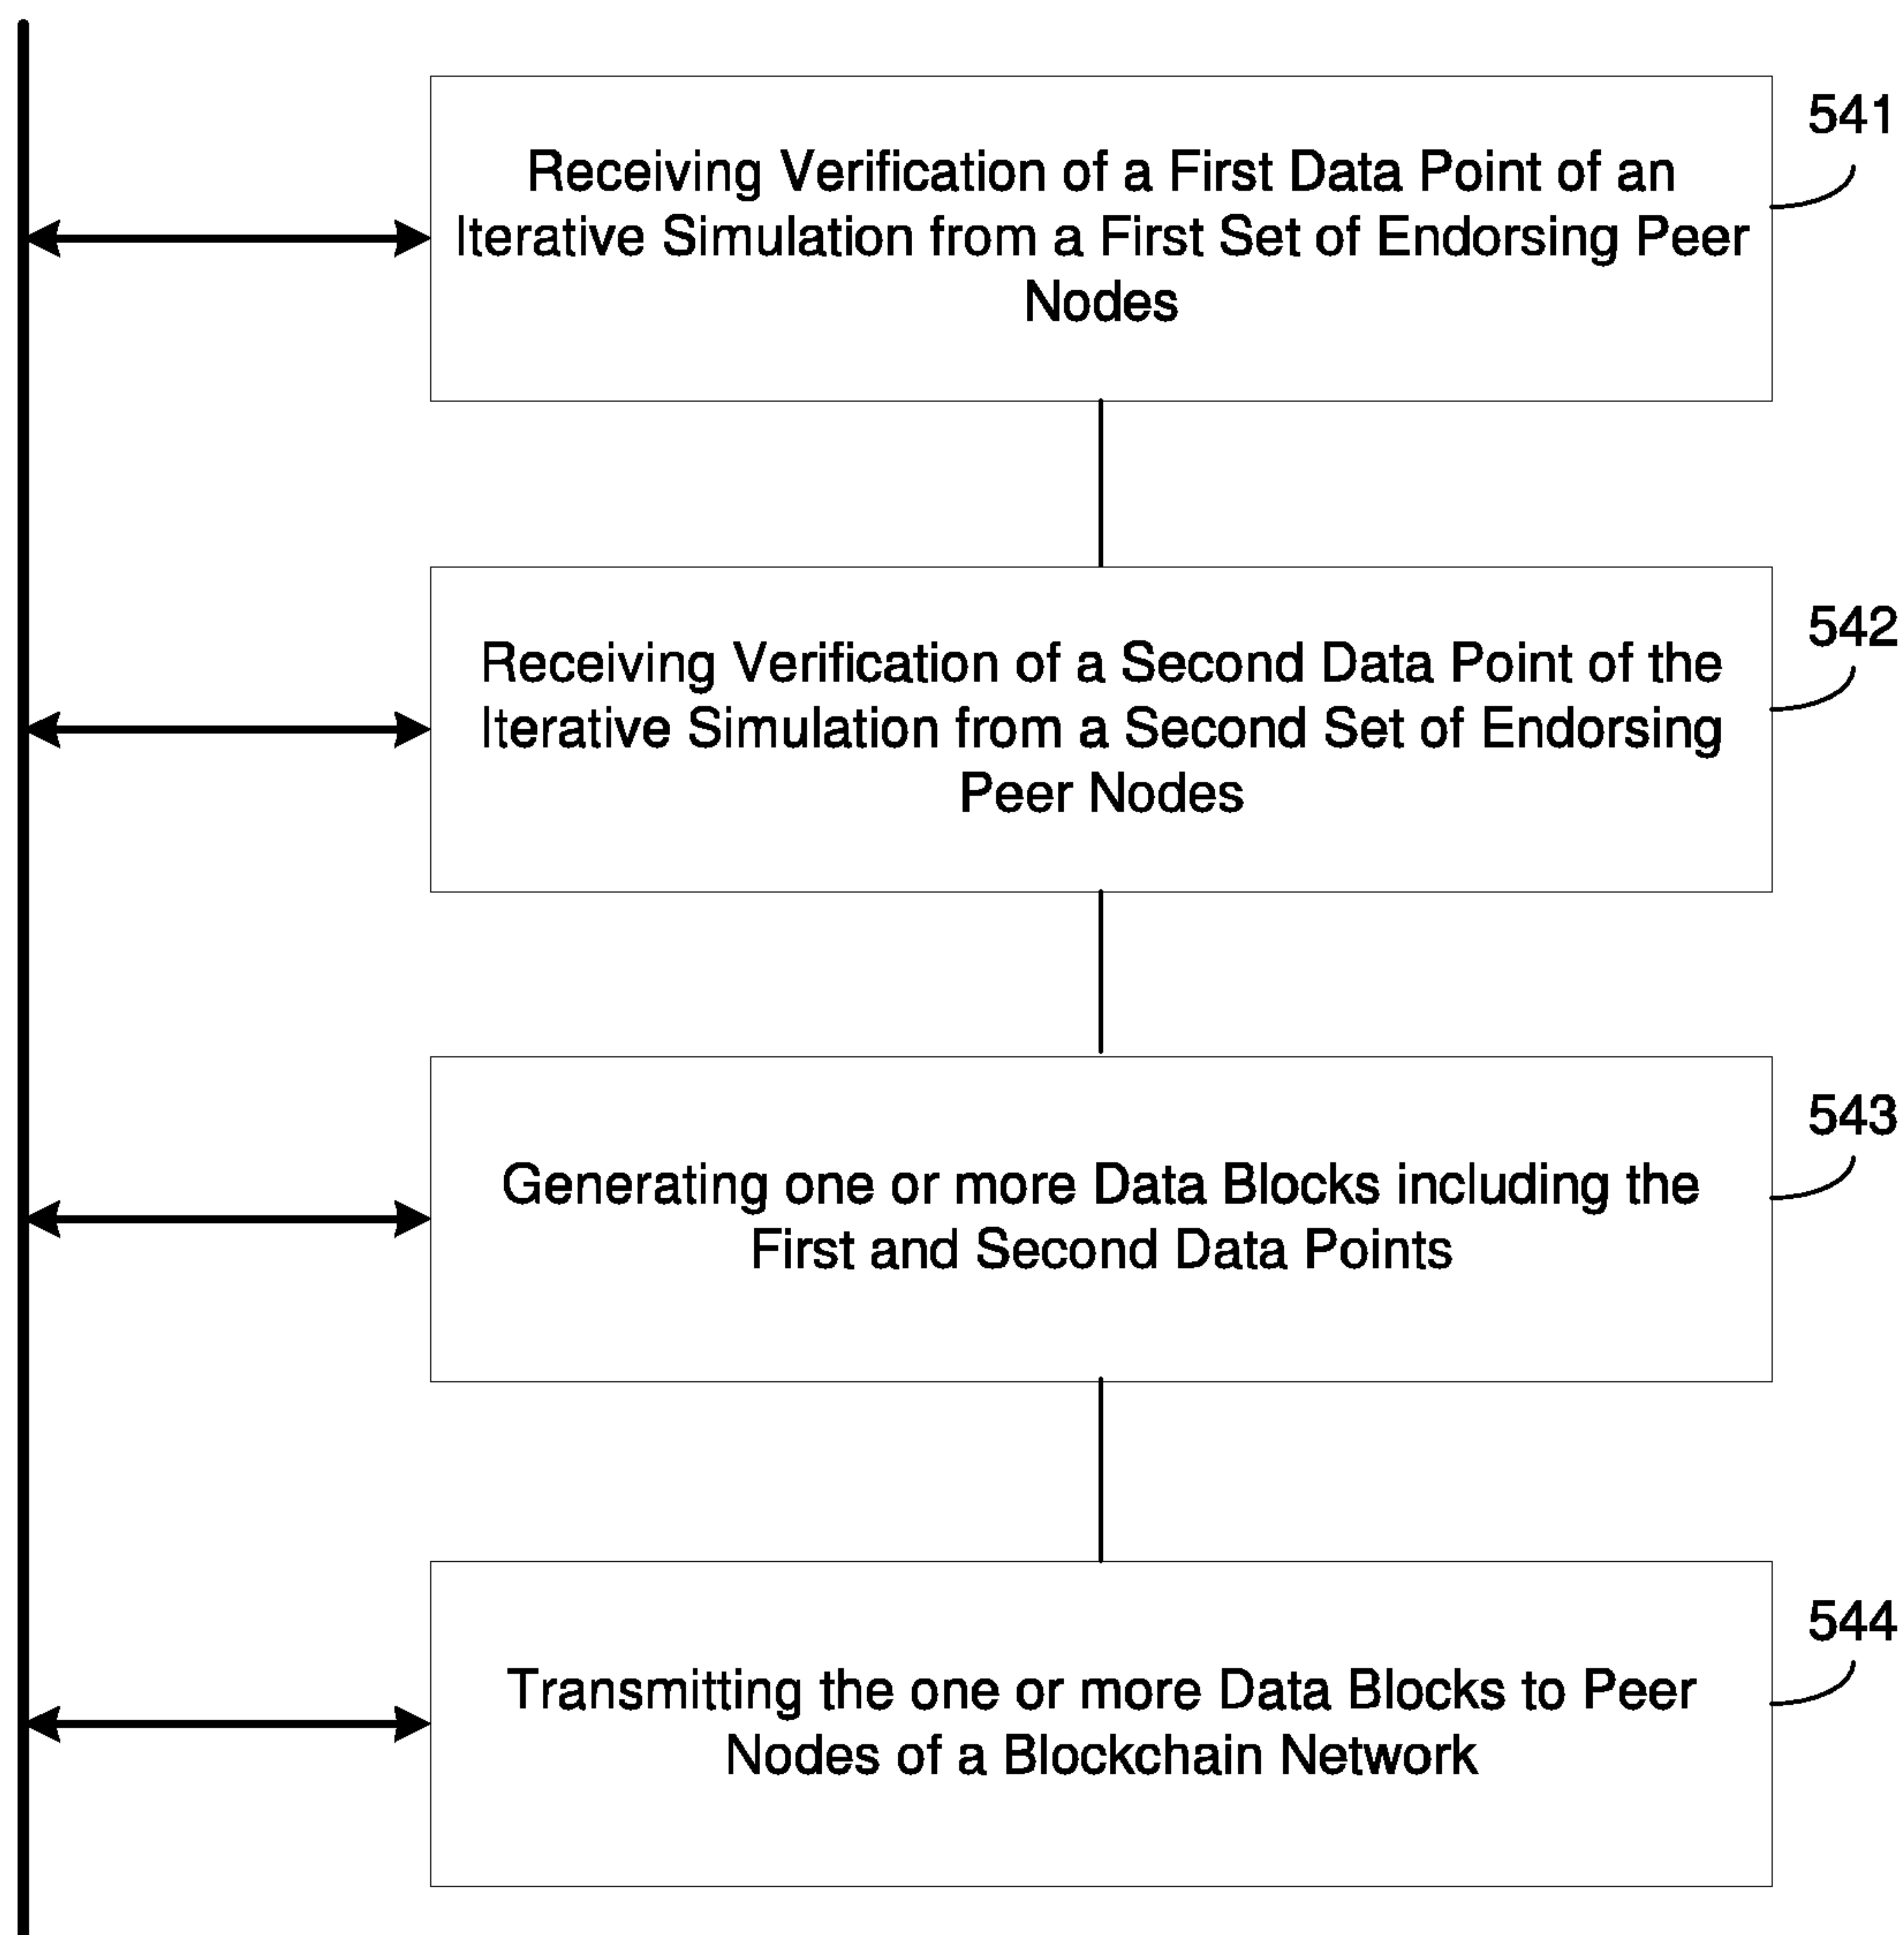 541
Receiving Verification of a First Data Point of an
Iterative Simulation from a First Set of Endorsing Peer
Nodes
542
Receiving Verification of a Second Data Point of the
Iterative Simulation from a Second Set of Endorsing
Peer Nodes
543
Generating one or more Data Blocks including the
First and Second Data Points
544
Transmitting the one or more Data Blocks to Peer
Nodes of a Blockchain Network